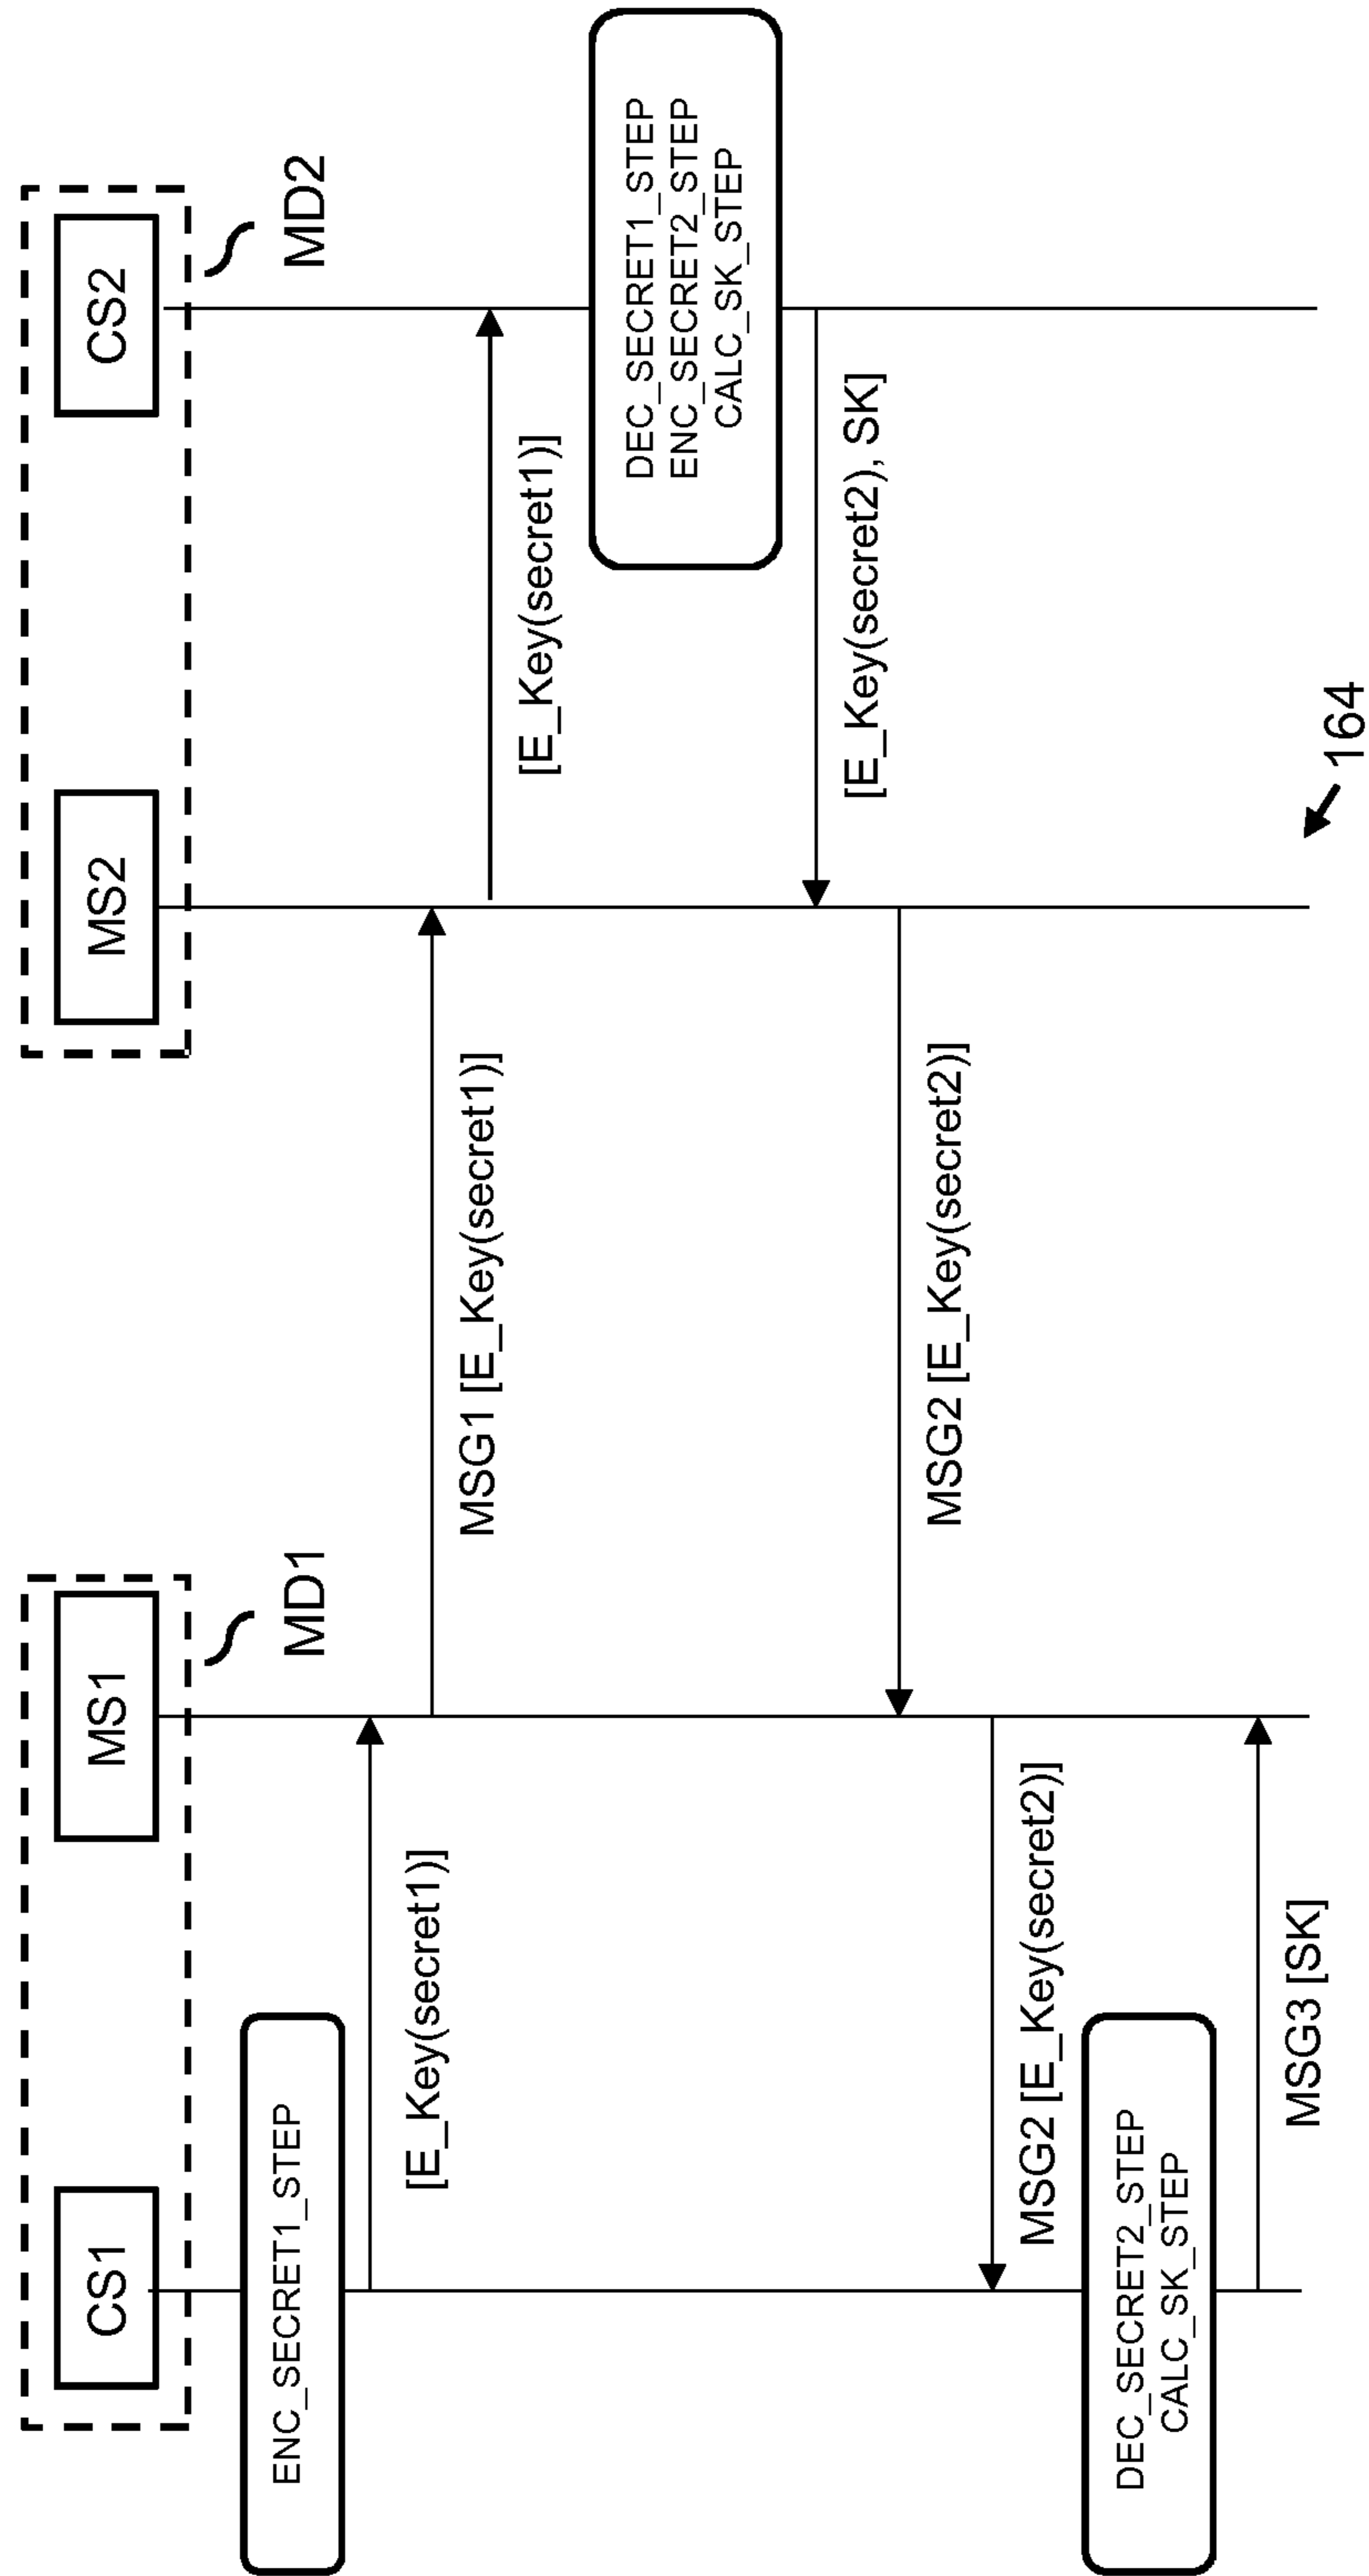 CS1
MS1
MS2
CS2
MD1
MD2
ENC_SECRET1_STEP
[E_Key(secret1)]
MSG1 [E_Key(secret1)]
[E_Key(secret1)]
DEC_SECRET1_STEP
ENC_SECRET2_STEP
CALC_SK_STEP
[E_Key(secret2), SK]
MSG2 [E_Key(secret2)]
MSG2 [E_Key(secret2)]
DEC_SECRET2_STEP
CALC_SK_STEP
MSG3 [SK]
164